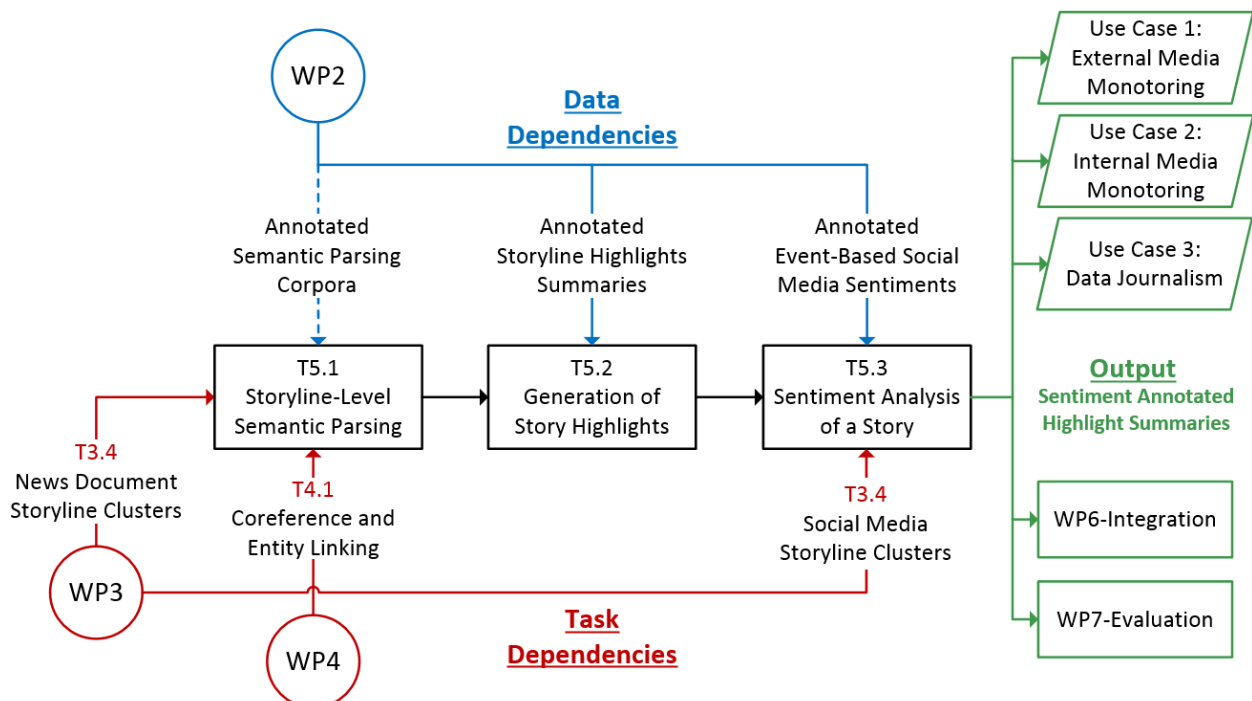 WP2
Data
Dependencies
Annotated
Semantic Parsing
Corpora
Annotated
Storyline Highlights
Summaries
Annotated
Event-Based Social
Media Sentiments
T5.1
Storyline-Level
Semantic Parsing
T5.2
Generation of
Story Highlights
T5.3
Sentiment Analysis
of a Story
T3.4
News Document
Storyline Clusters
T4.1
Coreference and
Entity Linking
T3.4
Social Media
Storyline Clusters
WP3
WP4
Task
Dependencies
Use Case 1:
External Media
Monotoring
Use Case 2:
Internal Media
Monotoring
Use Case 3:
Data Journalism
Output
Sentiment Annotated
Highlight Summaries
WP6-Integration
WP7-Evaluation